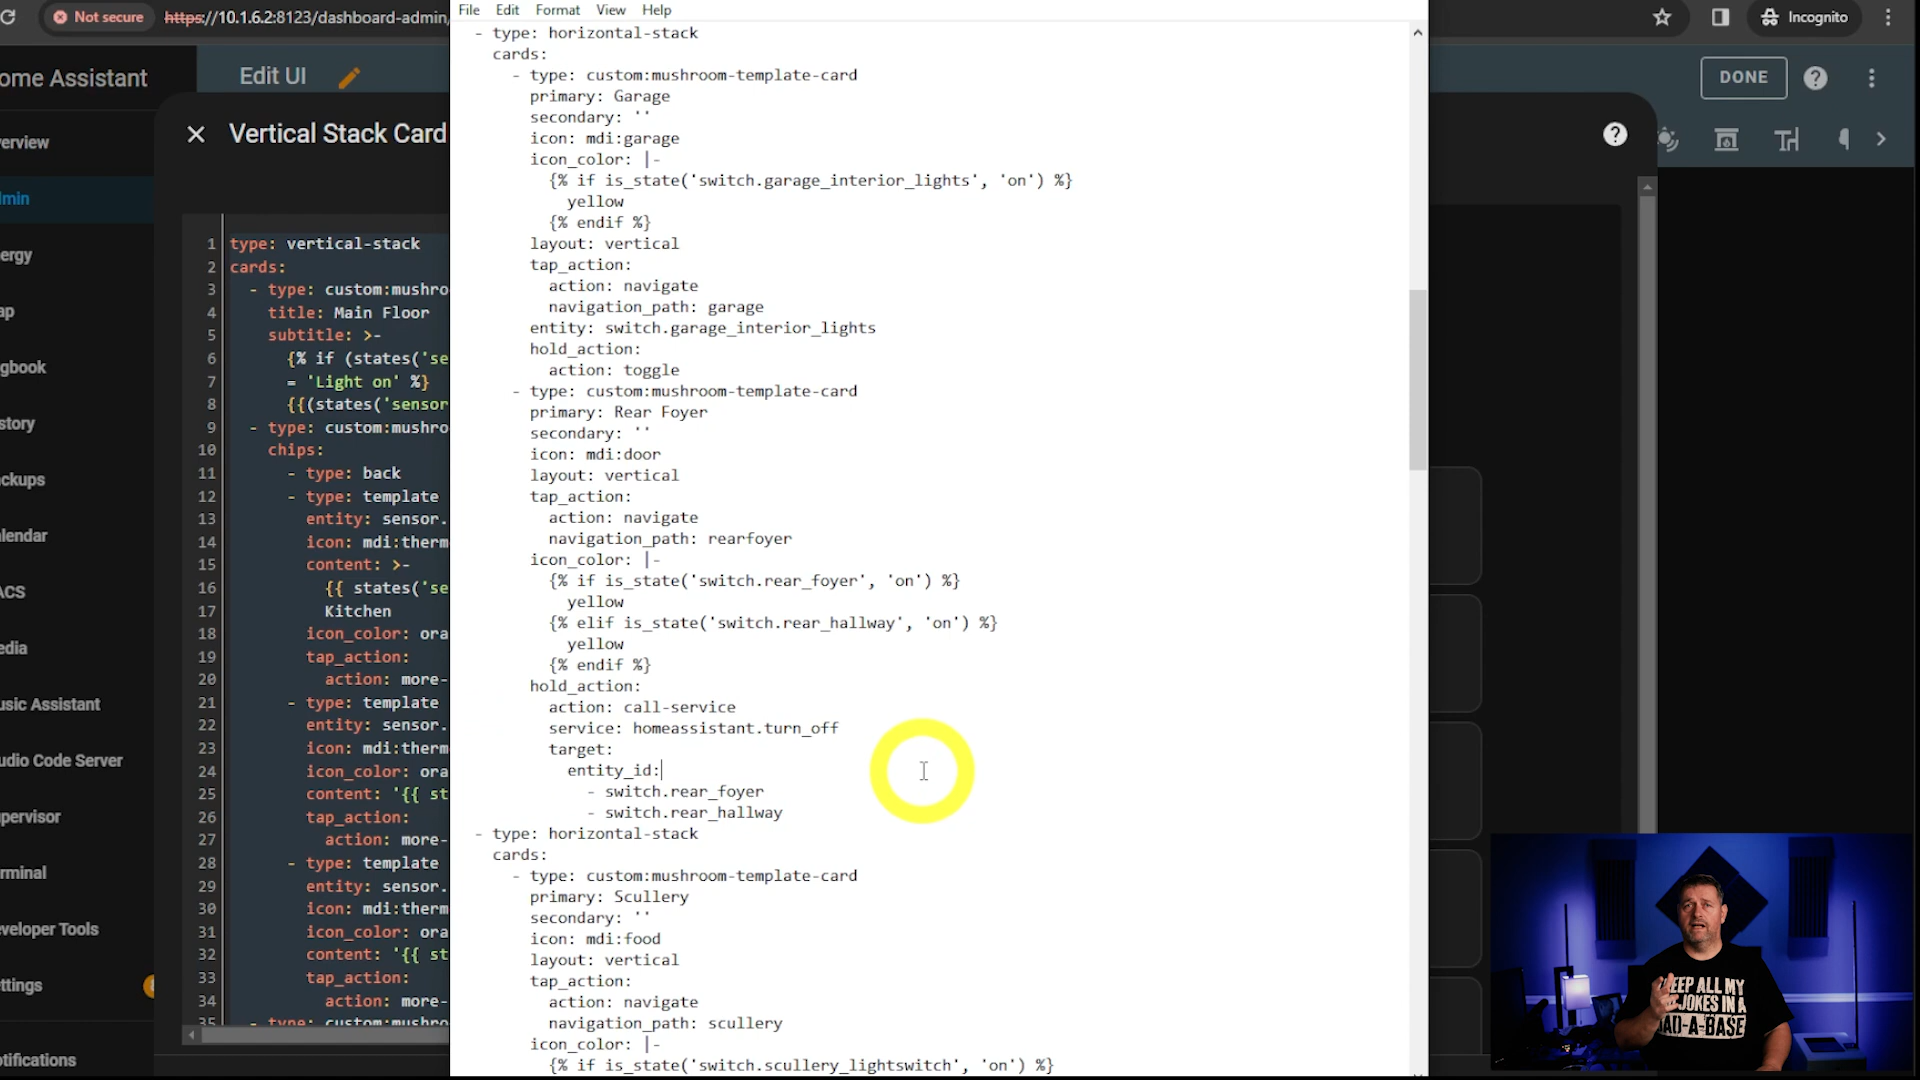 Not secure
https://10.1.6.2:8123/dashboard-admin/
Incognito
ome Assistant
Edit UI
DONE
erview
min
ergy
ap
gbook
story
ackups
lendar
ACS
edia
usic Assistant
udio Code Server
pervisor
rminal
veloper Tools
ttings
otifications
Vertical Stack Card
1 type: vertical-stack
2 cards:
3 - type: custom:mushro
4 title: Main Floor
5 subtitle: >-
6 {% if (states('se
7 = 'Light on' %}
8 {{(states('sensor
9 - type: custom:mushro
10 chips:
11 - type: back
12 - type: template
13 entity: sensor.
14 icon: mdi:therm
15 content: >-
16 {{ states('se
17 Kitchen
18 icon_color: ora
19 tap_action:
20 action: more-
21 - type: template
22 entity: sensor.
23 icon: mdi:therm
24 icon_color: ora
25 content: '{{ st
26 tap_action:
27 action: more-
28 - type: template
29 entity: sensor.
30 icon: mdi:therm
31 icon_color: ora
32 content: '{{ st
33 tap_action:
34 action: more-
35 - type: custom:mushro
File Edit Format View Help
- type: horizontal-stack
cards:
- type: custom:mushroom-template-card
primary: Garage
secondary: ''
icon: mdi:garage
icon_color: |-
{% if is_state('switch.garage_interior_lights', 'on') %}
yellow
{% endif %}
layout: vertical
tap_action:
action: navigate
navigation_path: garage
entity: switch.garage_interior_lights
hold_action:
action: toggle
- type: custom:mushroom-template-card
primary: Rear Foyer
secondary: ''
icon: mdi:door
layout: vertical
tap_action:
action: navigate
navigation_path: rearfoyer
icon_color: |-
{% if is_state('switch.rear_foyer', 'on') %}
yellow
{% elif is_state('switch.rear_hallway', 'on') %}
yellow
{% endif %}
hold_action:
action: call-service
service: homeassistant.turn_off
target:
entity_id:
- switch.rear_foyer
- switch.rear_hallway
- type: horizontal-stack
cards:
- type: custom:mushroom-template-card
primary: Scullery
secondary: ''
icon: mdi:food
layout: vertical
tap_action:
action: navigate
navigation_path: scullery
icon_color: |-
{% if is_state('switch.scullery_lightswitch', 'on') %}
EEP ALL MY
JOKES IN A
AD-A-BASE